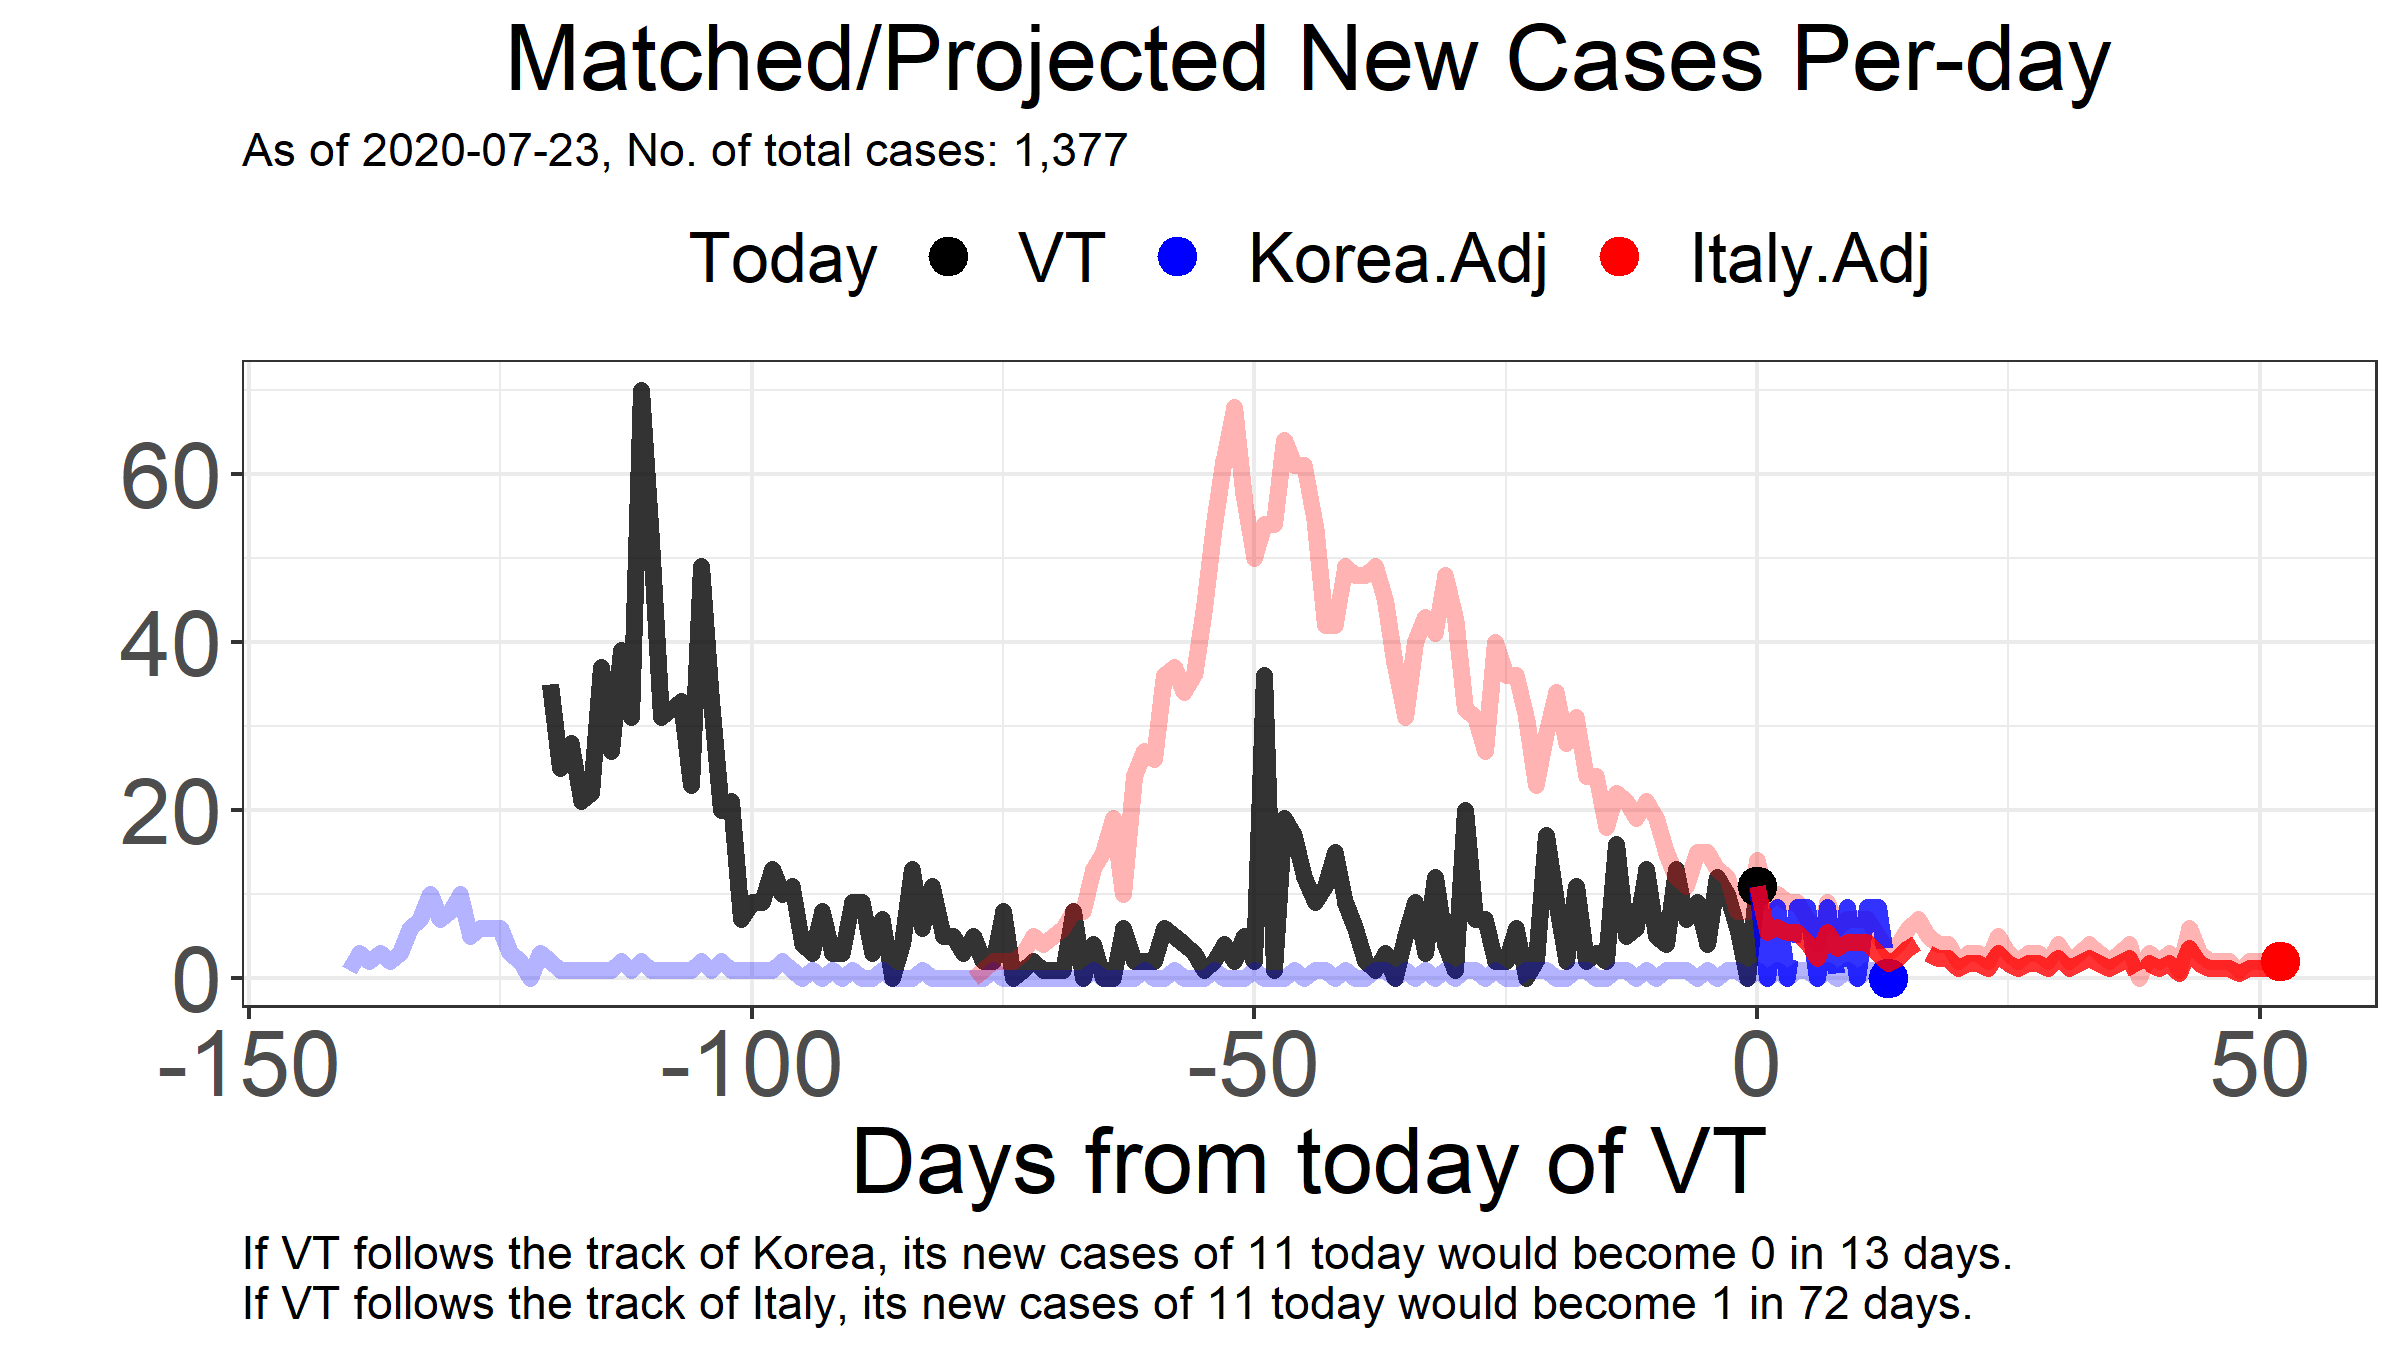 Matched/Projected New Cases Per-day
As of 2020-07-23, No. of total cases: 1,377
Today VT Korea.Adj Italy.Adj
60
40
20
0
-150 -100 -50 0 50
Days from today of VT
If VT follows the track of Korea, its new cases of 11 today would become 0 in 13 days.
If VT follows the track of Italy, its new cases of 11 today would become 1 in 72 days.